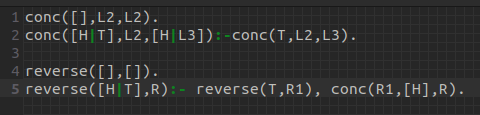 1 conc([],L2,L2).
2 conc([H|T],L2,[H|L3]):-conc(T,L2,L3).
3
4 reverse([],[]).
5 reverse([H|T],R):- reverse(T,R1), conc(R1,[H],R).